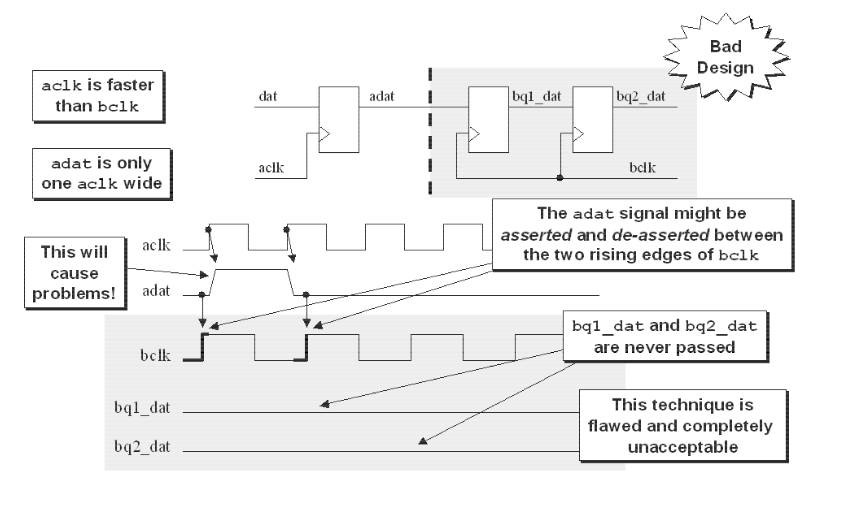 Bad
Design
aclk is faster
than bclk
dat
adat
bq1_dat
bq2_dat
adat is only
one aclk wide
aclk
bclk
The adat signal might be
asserted and de-asserted between
the two rising edges of bclk
This will
cause
problems!
aclk
adat
bclk
bq1_dat and bq2_dat
are never passed
bq1_dat
bq2_dat
This technique is
flawed and completely
unacceptable